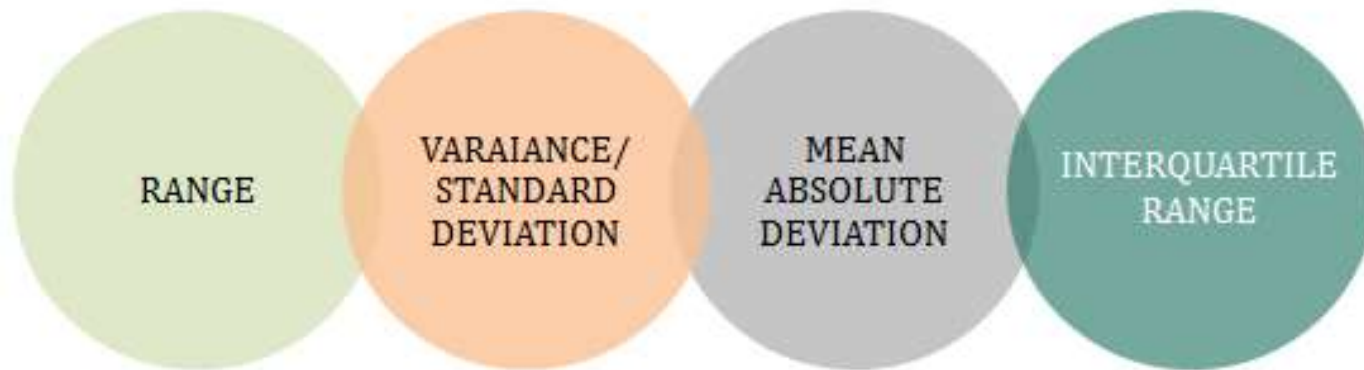 RANGE
VARAIANCE/
STANDARD
DEVIATION
MEAN
ABSOLUTE
DEVIATION
INTERQUARTILE
RANGE